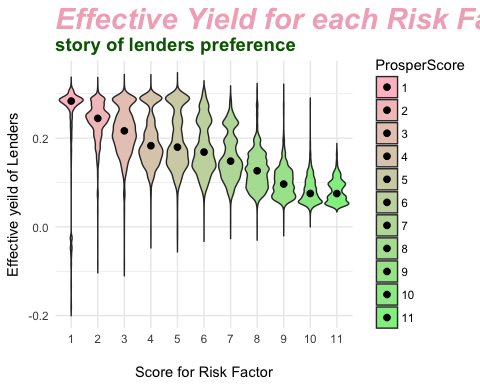 Effective Yield for each Risk Fa
story of lenders preference
Effective yeild of Lenders
0.2
0.0
-0.2
1 2 3 4 5 6 7 8 9 10 11
Score for Risk Factor
ProsperScore
1
2
3
4
5
6
7
8
9
10
11